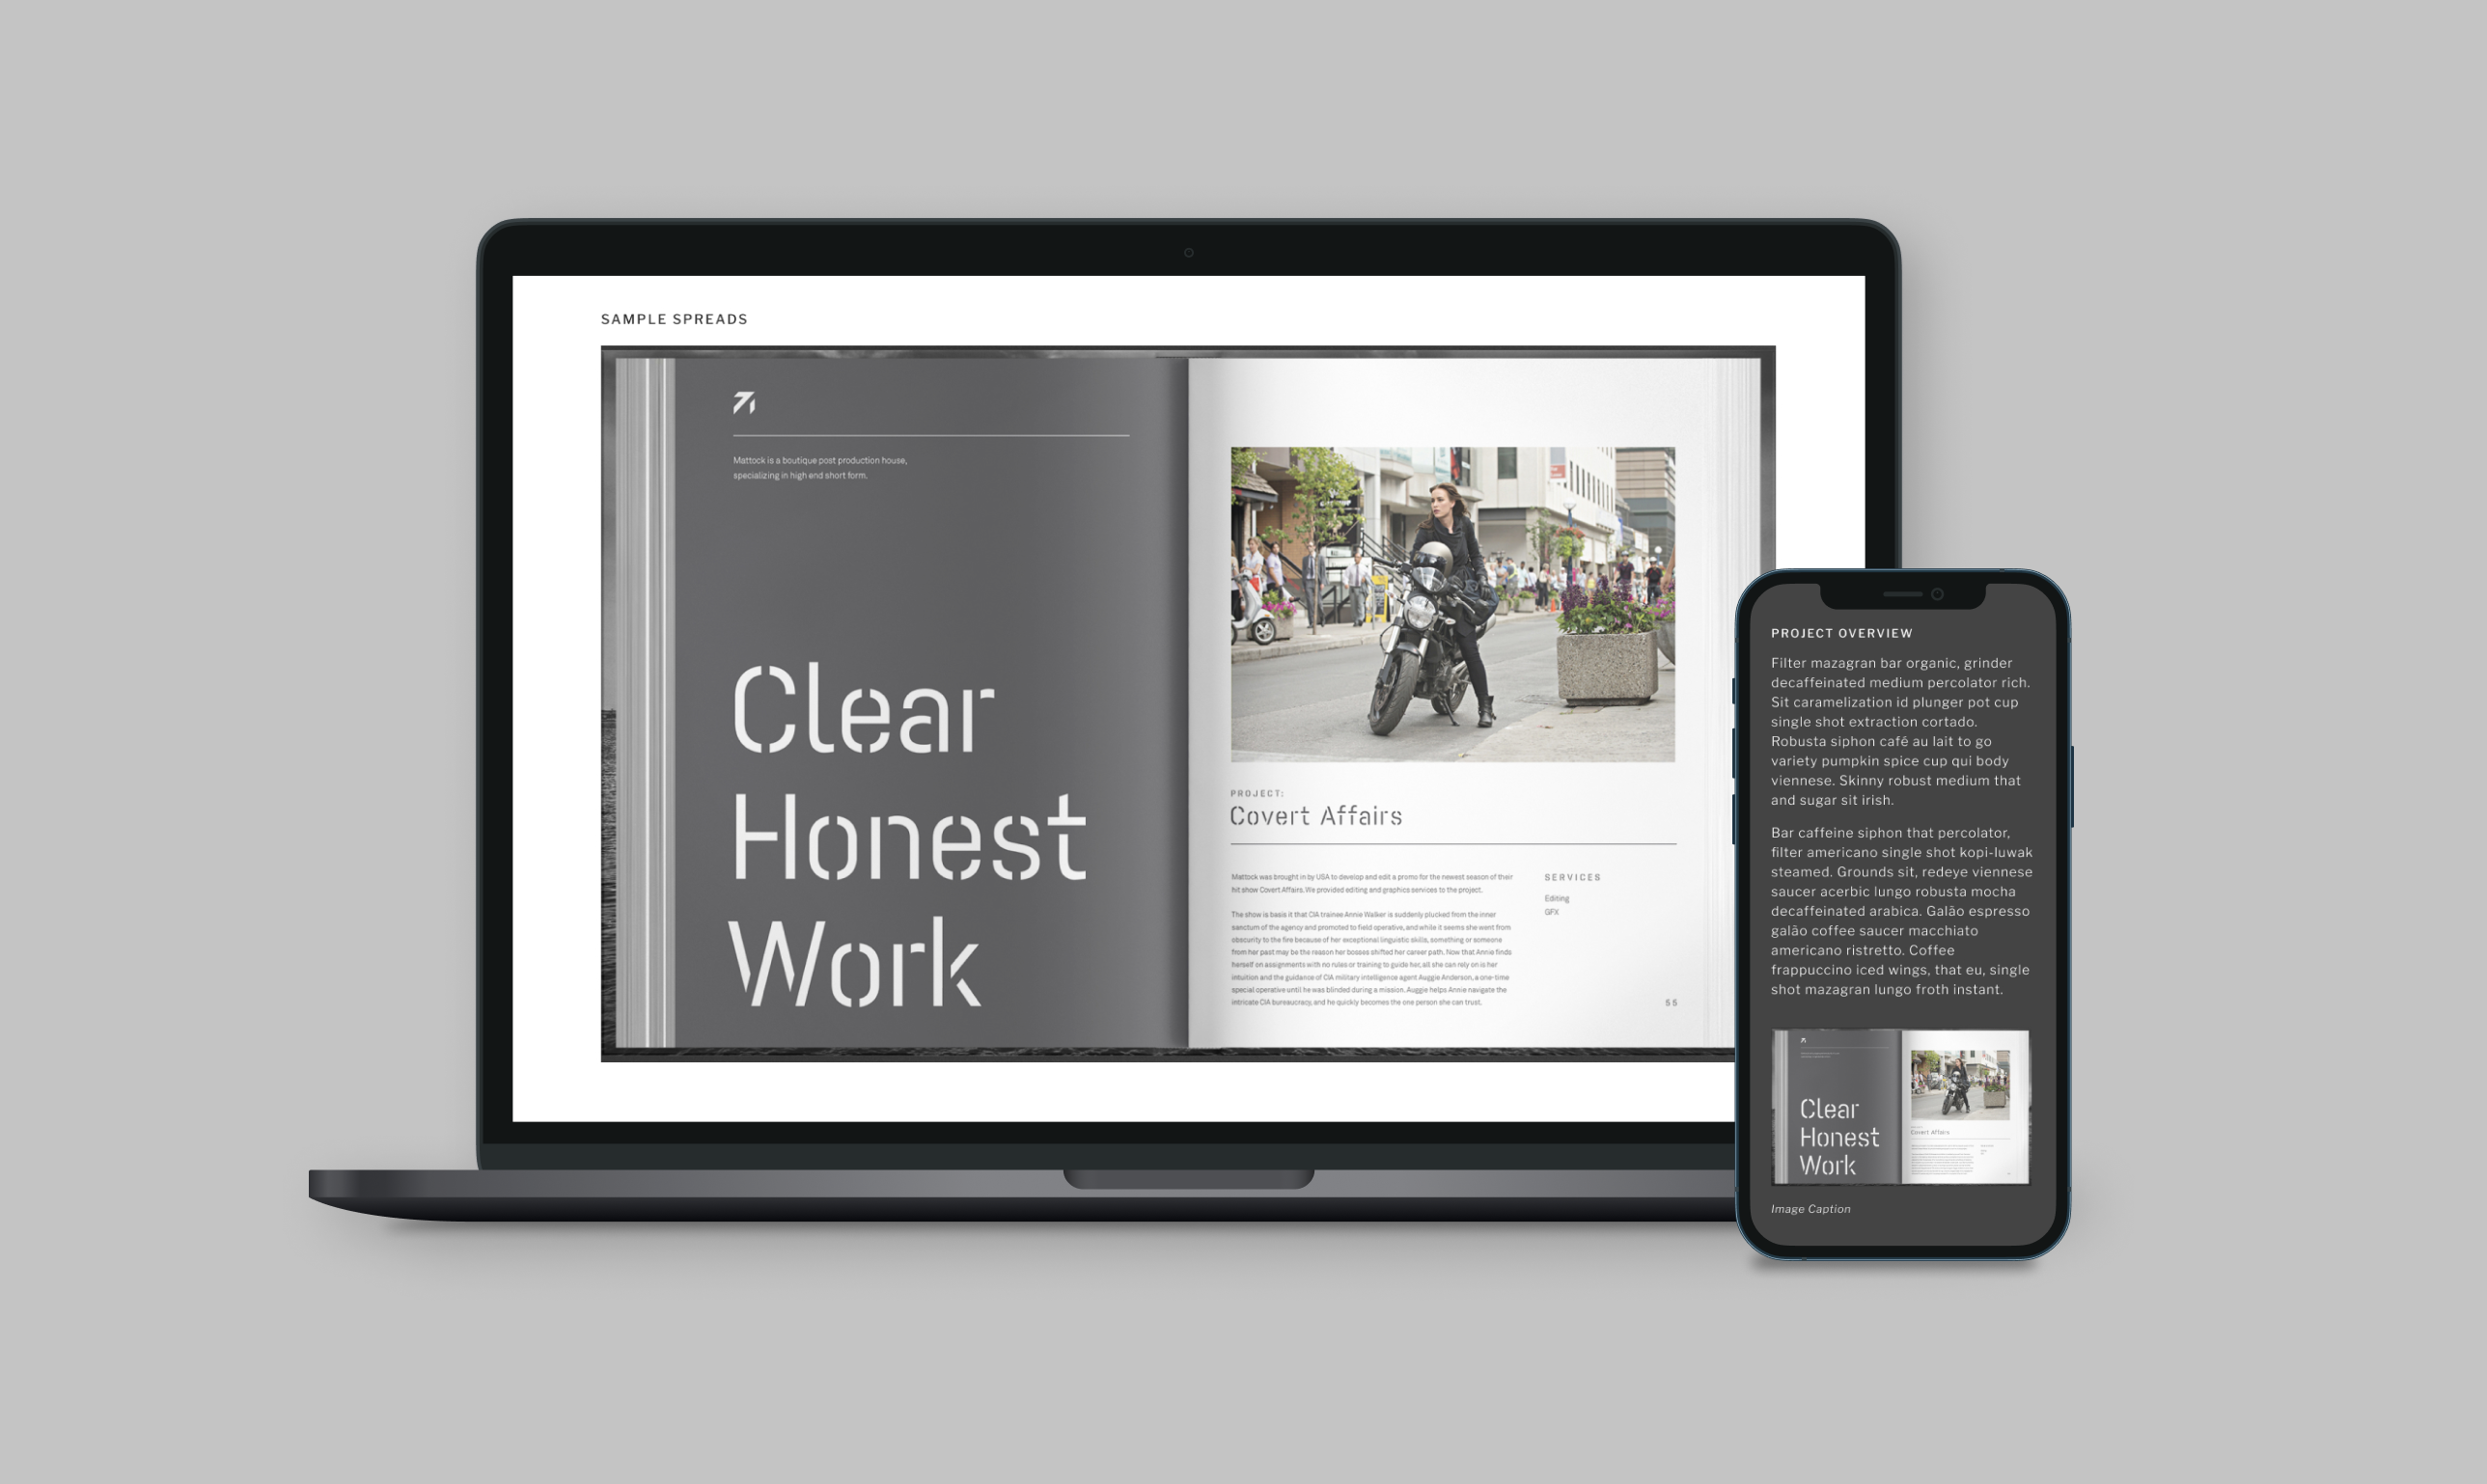 SAMPLE SPREADS
Mattock is a boutique post production house,
specializing in high end short form.
Clear
Honest
Work
PROJECT:
Covert Affairs
Mattock was brought in by USA to develop and edit a promo for the newest season of their
hit show Covert Affairs. We provided editing and graphics services to the project.
The show is basis it that CIA trainee Annie Walker is suddenly plucked from the inner
sanctum of the agency and promoted to field operative, and while it seems she went from
obscurity to the fire because of her exceptional linguistic skills, something or someone
from her past may be the reason her bosses shifted her career path. Now that Annie finds
herself on assignments with no rules or training to guide her, all she can rely on is her
intuition and the guidance of CIA military intelligence agent Auggie Anderson, a one-time
special operative until he was blinded during a mission. Auggie helps Annie navigate the
intricate CIA bureaucracy, and he quickly becomes the one person she can trust.
SERVICES
Editing
GFX
55
PROJECT OVERVIEW
Filter mazagran bar organic, grinder
decaffeinated medium percolator rich.
Sit caramelization id plunger pot cup
single shot extraction cortado.
Robusta siphon café au lait to go
variety pumpkin spice cup qui body
viennese. Skinny robust medium that
and sugar sit irish.
Bar caffeine siphon that percolator,
filter americano single shot kopi-luwak
steamed. Grounds sit, redeye viennese
saucer acerbic lungo robusta mocha
decaffeinated arabica. Galão espresso
galão coffee saucer macchiato
americano ristretto. Coffee
frappuccino iced wings, that eu, single
shot mazagran lungo froth instant.
Clear
Honest
Work
Covert Affairs
Image Caption